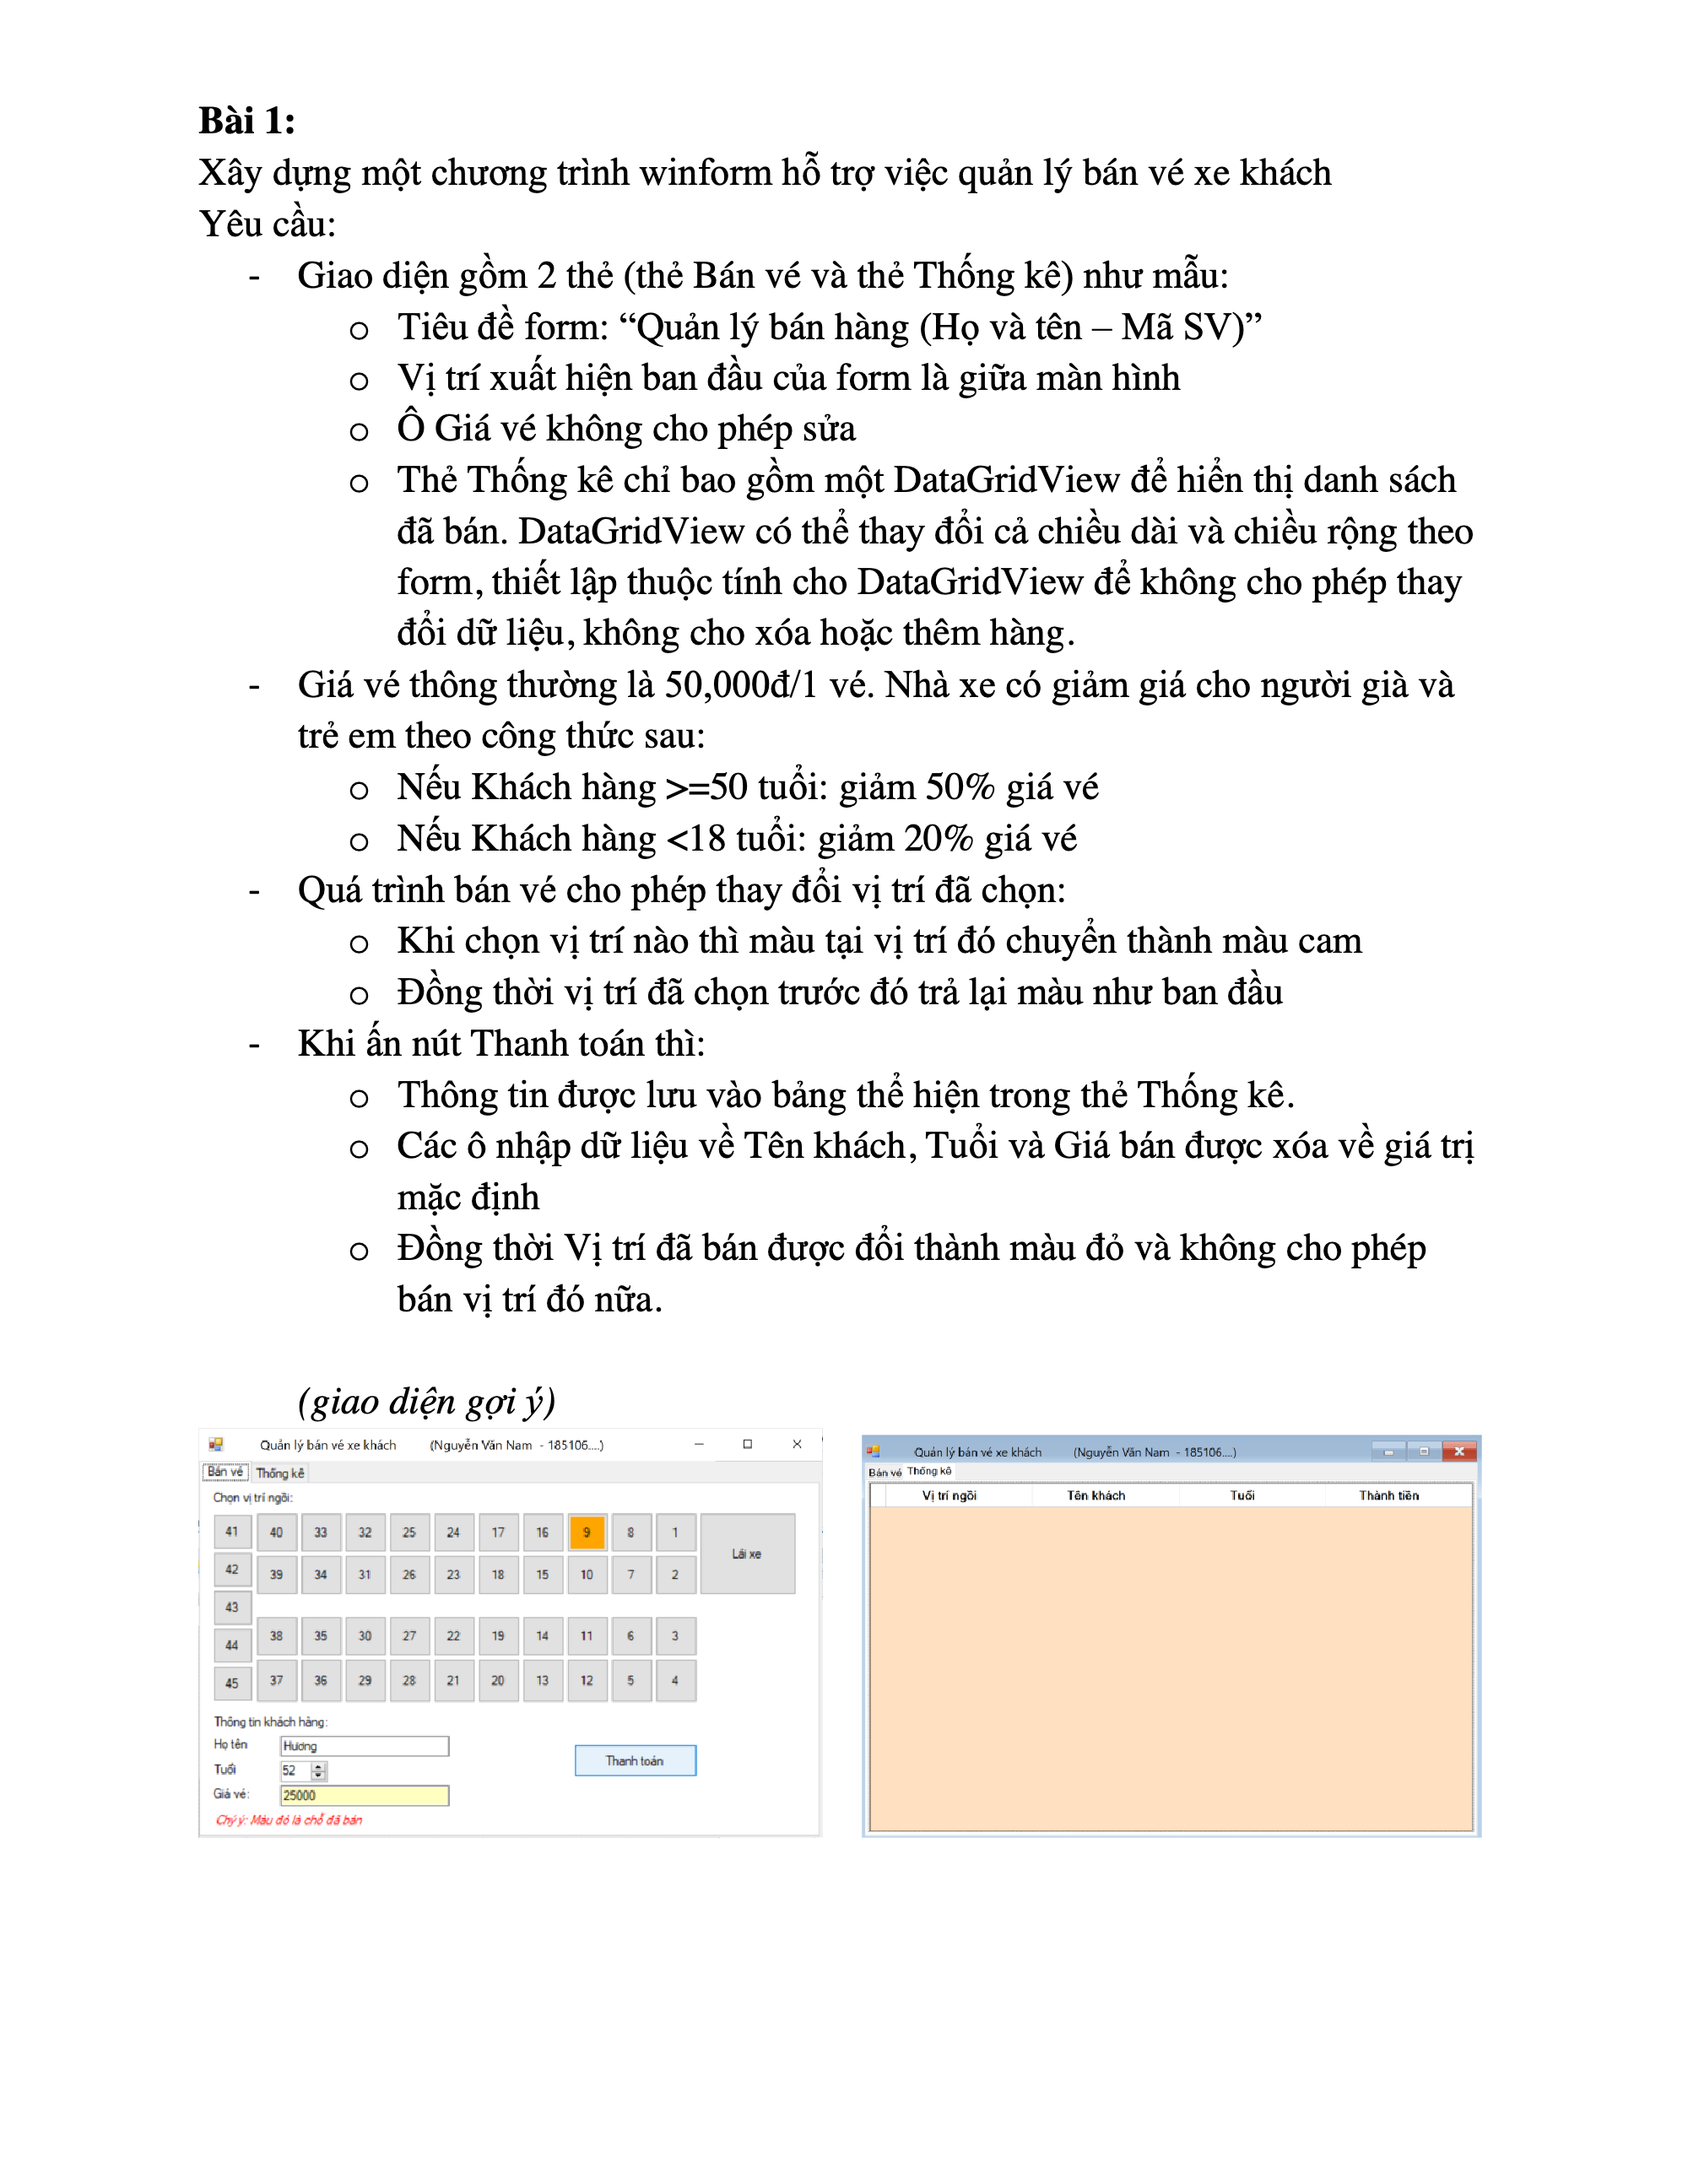 Bài 1:
Xây dựng một chương trình winform hỗ trợ việc quản lý bán vé xe khách
Yêu cầu:
- Giao diện gồm 2 thẻ (thẻ Bán vé và thẻ Thống kê) như mẫu:
o Tiêu đề form: “Quản lý bán hàng (Họ và tên – Mã SV)”
o Vị trí xuất hiện ban đầu của form là giữa màn hình
o Ô Giá vé không cho phép sửa
o Thẻ Thống kê chỉ bao gồm một DataGridView để hiển thị danh sách
đã bán. DataGridView có thể thay đổi cả chiều dài và chiều rộng theo
form, thiết lập thuộc tính cho DataGridView để không cho phép thay
đổi dữ liệu, không cho xóa hoặc thêm hàng.
- Giá vé thông thường là 50,000đ/1 vé. Nhà xe có giảm giá cho người già và
trẻ em theo công thức sau:
o Nếu Khách hàng >=50 tuổi: giảm 50% giá vé
o Nếu Khách hàng <18 tuổi: giảm 20% giá vé
- Quá trình bán vé cho phép thay đổi vị trí đã chọn:
o Khi chọn vị trí nào thì màu tại vị trí đó chuyển thành màu cam
o Đồng thời vị trí đã chọn trước đó trả lại màu như ban đầu
- Khi ấn nút Thanh toán thì:
o Thông tin được lưu vào bảng thể hiện trong thẻ Thống kê.
o Các ô nhập dữ liệu về Tên khách, Tuổi và Giá bán được xóa về giá trị
mặc định
o Đồng thời Vị trí đã bán được đổi thành màu đỏ và không cho phép
bán vị trí đó nữa.
(giao diện gợi ý)
Quản lý bán vé xe khách (Nguyễn Văn Nam - 185106....)
Bán vé Thống kê
Chọn vị trí ngồi:
41 40 33 32 25 24 17 16 9 8 1
Lái xe
42 39 34 31 26 23 18 15 10 7 2
43
44 38 35 30 27 22 19 14 11 6 3
45 37 36 29 28 21 20 13 12 5 4
Thông tin khách hàng:
Họ tên Hương
Thanh toán
Tuổi 52
Giá vé: 25000
Chý ý: Màu đỏ là chỗ đã bán
Quản lý bán vé xe khách (Nguyễn Văn Nam - 185106....)
Bán vé Thống kê
Vị trí ngồi Tên khách Tuổi Thành tiền